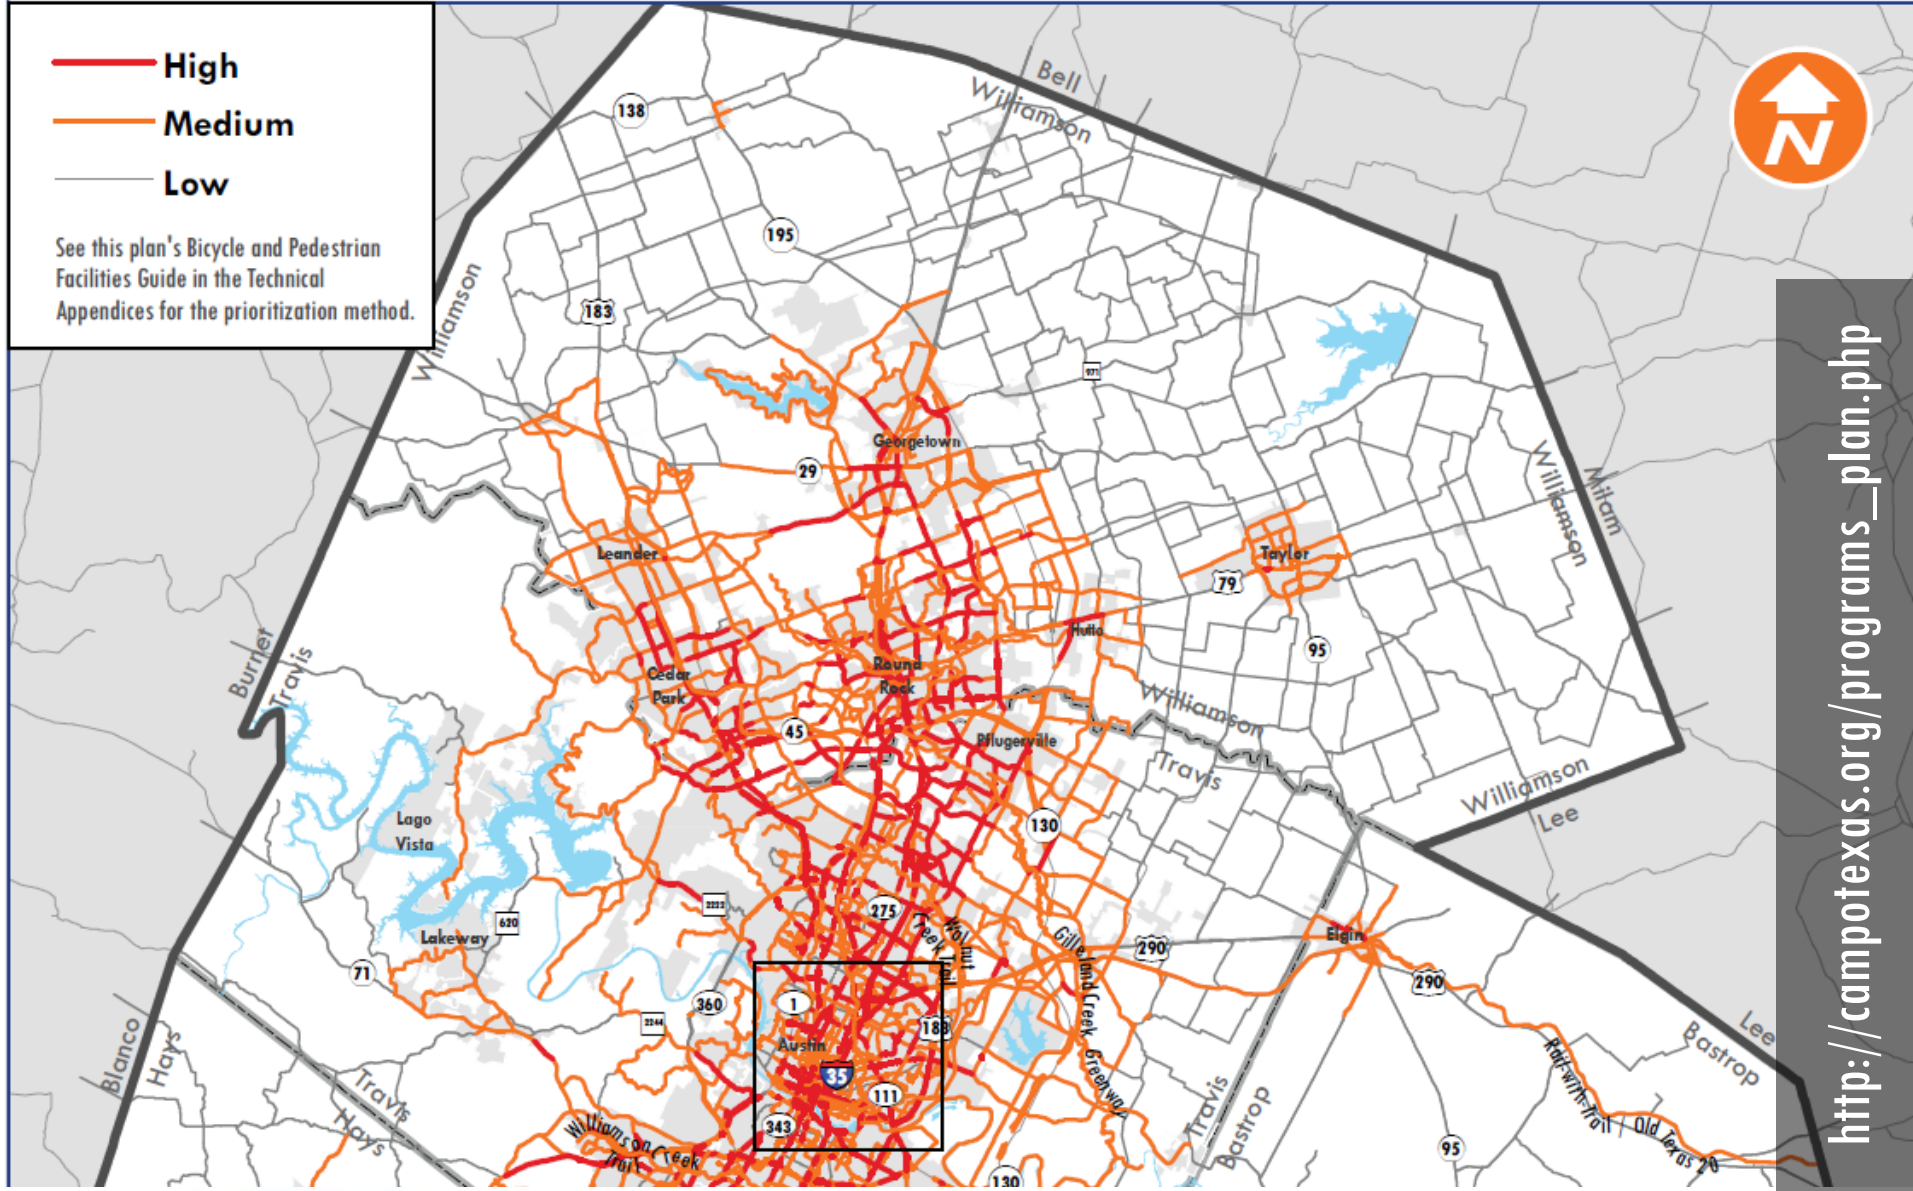 High
Medium
Low
See this plan's Bicycle and Pedestrian
Facilities Guide in the Technical
Appendices for the prioritization method.
N
Bell
Williamson
138
195
183
Williamson
971
Georgetown
29
Williamson
Milam
Leander
Taylor
79
Hutto
95
Burnet
Travis
Round
Rock
Cedar
Park
Williamson
Travis
45
Pflugerville
Williamson
Lee
Lago
Vista
130
2222
275
620
Lakeway
Walnut
Creek
Trail
Gilleland Creek Greenway
290
Elgin
290
71
360
1
2244
183
Austin
35
111
343
Blanco
Hays
Travis
Hays
Williamson Creek
Trail
Travis
Bastrop
Lee
Bastrop
Rail-with-Trail | Old Texas 20
95
130
http://campotexas.org/programs_plan.php